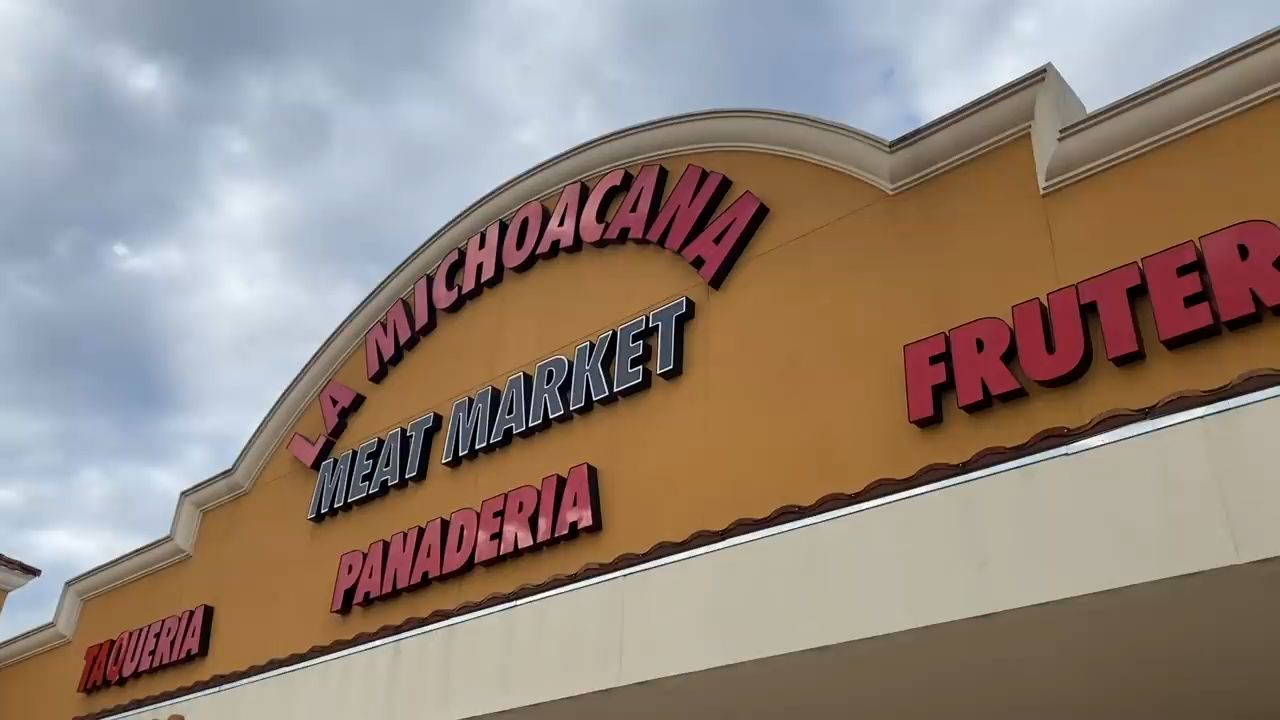 LA MICHOACANA
MEAT MARKET
PANADERIA
TAQUERIA
FRUTER